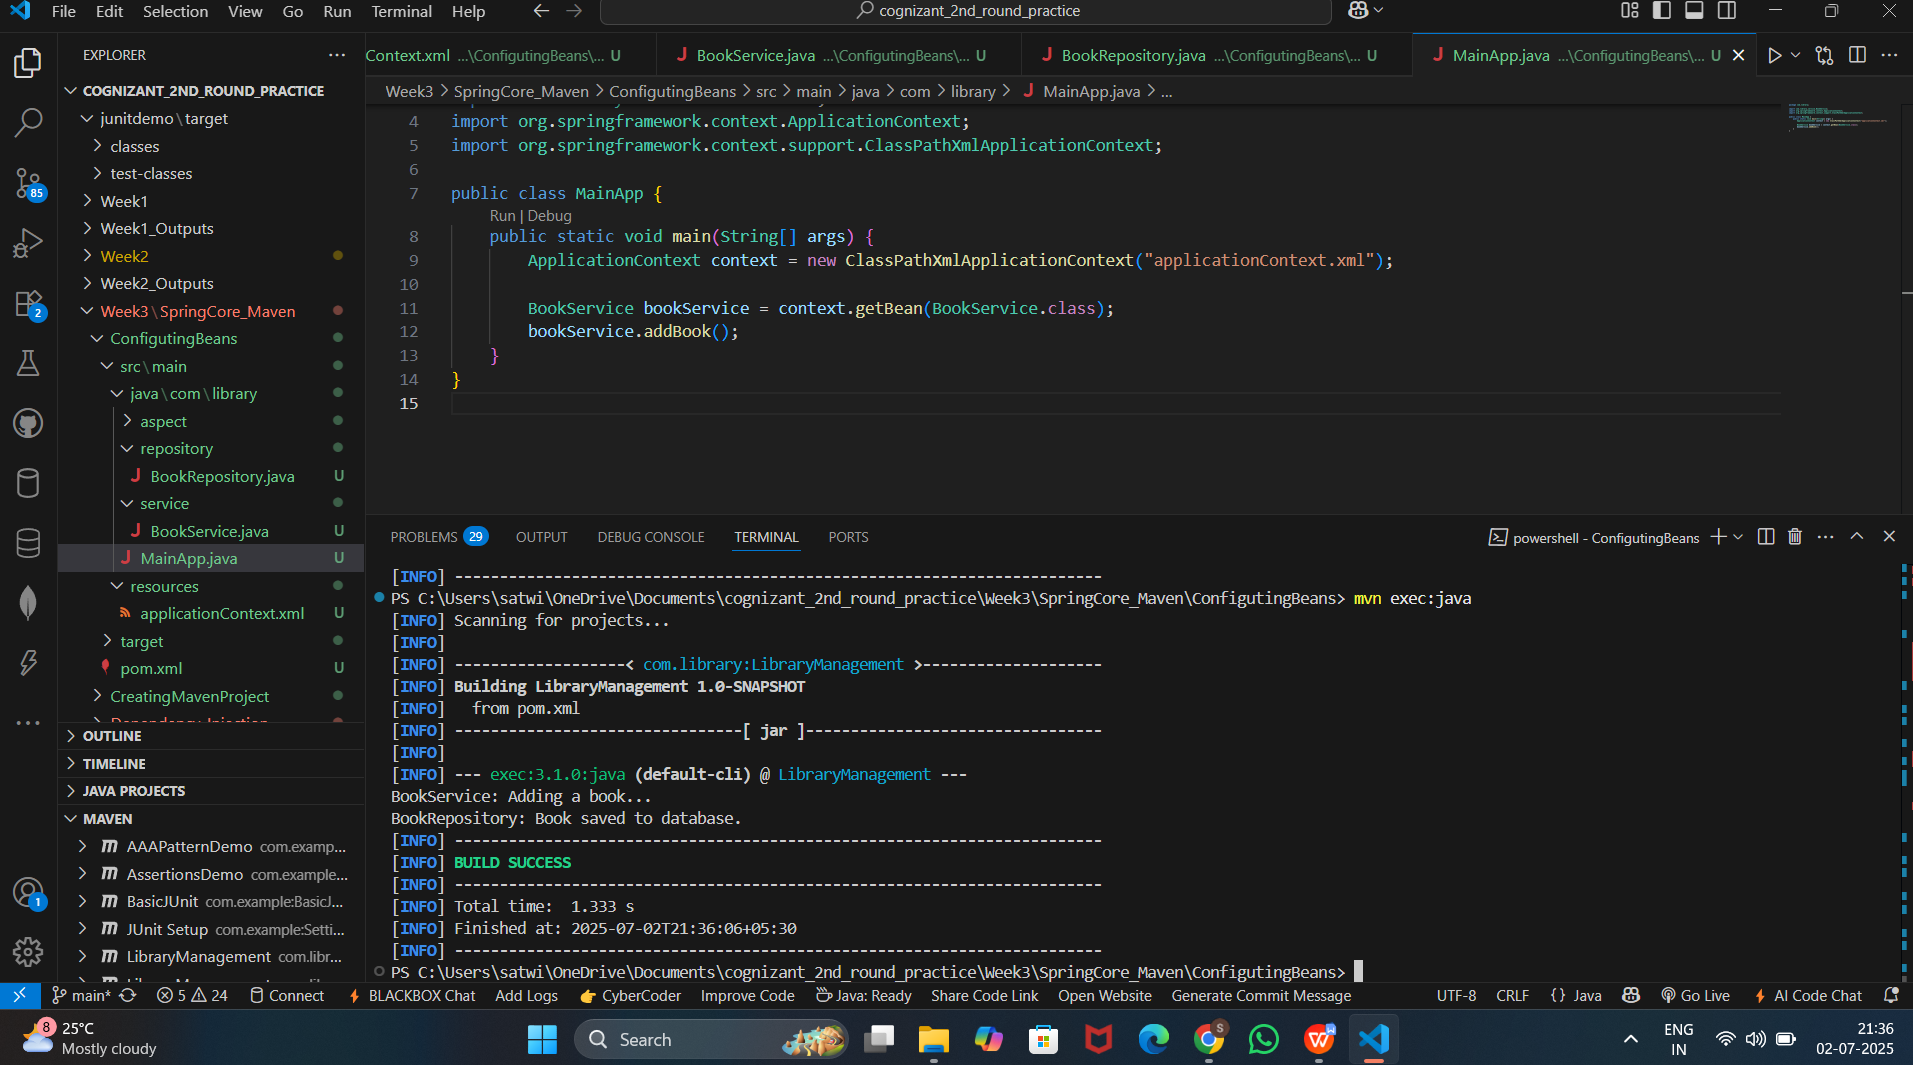 File Edit Selection View Go Run Terminal Help
cognizant_2nd_round_practice
EXPLORER
COGNIZANT_2ND_ROUND_PRACTICE
junitdemo\target
classes
test-classes
Week1
Week1_Outputs
Week2
Week2_Outputs
Week3\SpringCore_Maven
ConfigutingBeans
src\main
java\com\library
aspect
repository
BookRepository.java U
service
BookService.java U
MainApp.java U
resources
applicationContext.xml U
target
pom.xml U
CreatingMavenProject
OUTLINE
TIMELINE
JAVA PROJECTS
MAVEN
AAAPatternDemo com.examp...
AssertionsDemo com.example...
BasicJUnit com.example:BasicJ...
JUnit Setup com.example:Setti...
LibraryManagement com.libr...
85
2
1
Context.xml ...\ConfigutingBeans\... U
BookService.java ...\ConfigutingBeans\... U
BookRepository.java ...\ConfigutingBeans\... U
MainApp.java ...\ConfigutingBeans\... U
Week3 > SpringCore_Maven > ConfigutingBeans > src > main > java > com > library > MainApp.java > ...
4 import org.springframework.context.ApplicationContext;
5 import org.springframework.context.support.ClassPathXmlApplicationContext;
6
7 public class MainApp {
Run | Debug
8 public static void main(String[] args) {
9 ApplicationContext context = new ClassPathXmlApplicationContext("applicationContext.xml");
10
11 BookService bookService = context.getBean(BookService.class);
12 bookService.addBook();
13 }
14 }
15
PROBLEMS 29 OUTPUT DEBUG CONSOLE TERMINAL PORTS
powershell - ConfigutingBeans
[INFO] ------------------------------------------------------------------------
PS C:\Users\satwi\OneDrive\Documents\cognizant_2nd_round_practice\Week3\SpringCore_Maven\ConfigutingBeans> mvn exec:java
[INFO] Scanning for projects...
[INFO]
[INFO] -------------------< com.library:LibraryManagement >--------------------
[INFO] Building LibraryManagement 1.0-SNAPSHOT
[INFO] from pom.xml
[INFO] --------------------------------[ jar ]---------------------------------
[INFO]
[INFO] --- exec:3.1.0:java (default-cli) @ LibraryManagement ---
BookService: Adding a book...
BookRepository: Book saved to database.
[INFO] ------------------------------------------------------------------------
[INFO] BUILD SUCCESS
[INFO] ------------------------------------------------------------------------
[INFO] Total time: 1.333 s
[INFO] Finished at: 2025-07-02T21:36:06+05:30
[INFO] ------------------------------------------------------------------------
PS C:\Users\satwi\OneDrive\Documents\cognizant_2nd_round_practice\Week3\SpringCore_Maven\ConfigutingBeans>
main* 5 24 Connect BLACKBOX Chat Add Logs CyberCoder Improve Code Java: Ready Share Code Link Open Website Generate Commit Message UTF-8 CRLF {} Java Go Live AI Code Chat
8
25°C
Mostly cloudy
Search
ENG
IN
21:36
02-07-2025